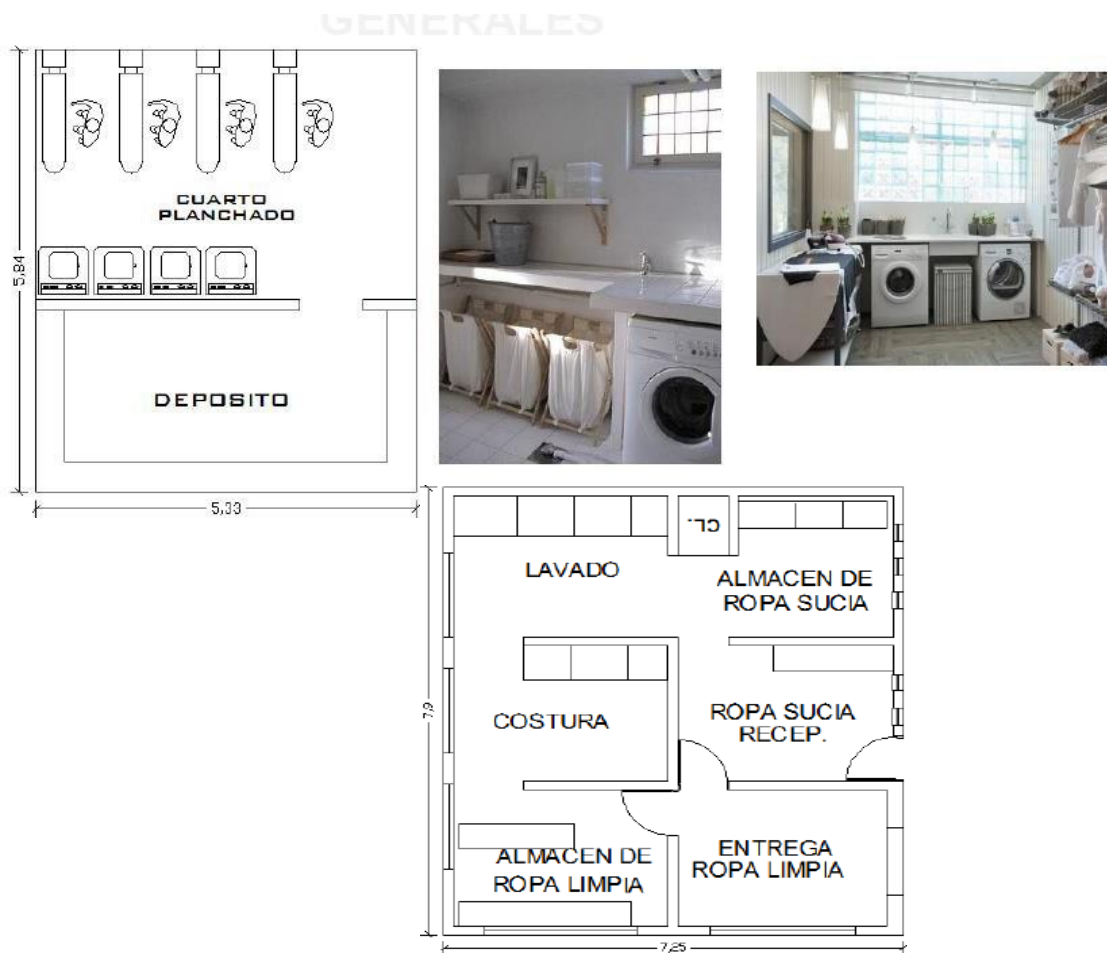 GENERALES
CUARTO
PLANCHADO
5,84
DEPOSITO
5,33
CL.
LAVADO
ALMACEN DE
ROPA SUCIA
COSTURA
ROPA SUCIA
RECEP.
7,9
ALMACEN DE
ROPA LIMPIA
ENTREGA
ROPA LIMPIA
7,25